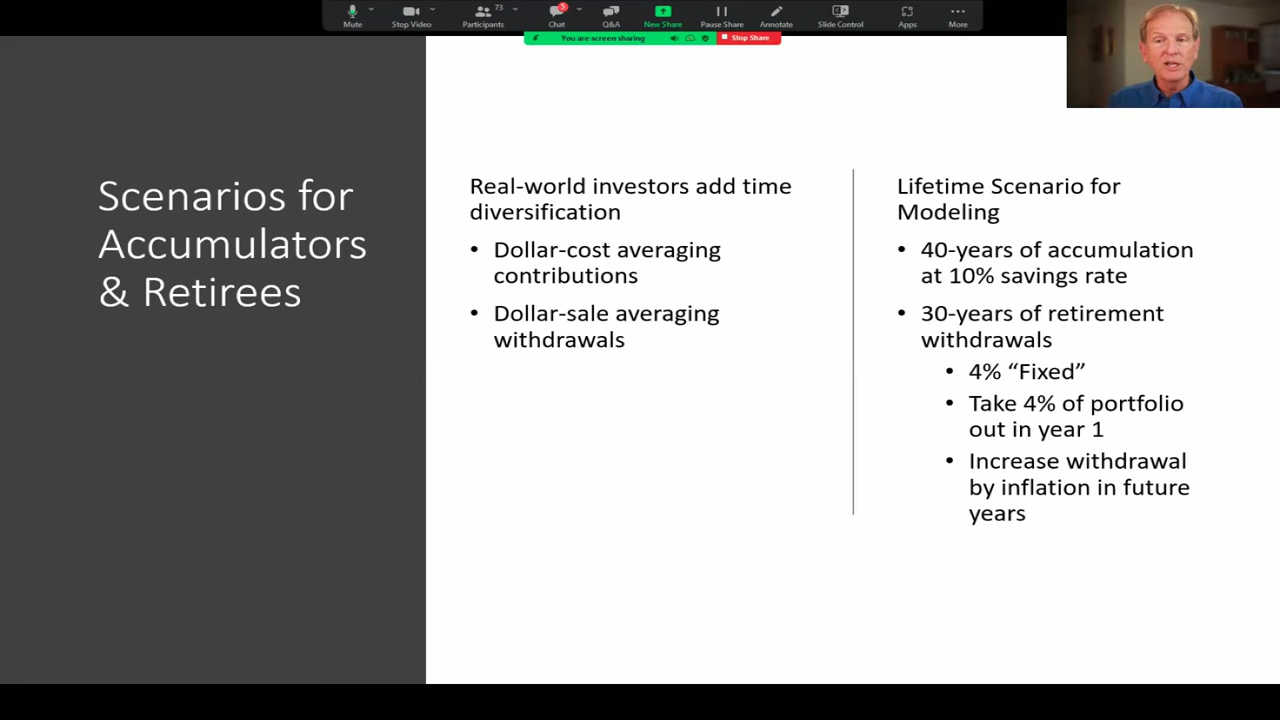 73
5
Mute
Stop Video
Participants
Chat
Q&A
New Share
Pause Share
Annotate
Slide Control
Apps
More
You are screen sharing
Stop Share
Scenarios for
Accumulators
& Retirees
Real-world investors add time
diversification
• Dollar-cost averaging
contributions
• Dollar-sale averaging
withdrawals
Lifetime Scenario for
Modeling
• 40-years of accumulation
at 10% savings rate
• 30-years of retirement
withdrawals
• 4% “Fixed”
• Take 4% of portfolio
out in year 1
• Increase withdrawal
by inflation in future
years